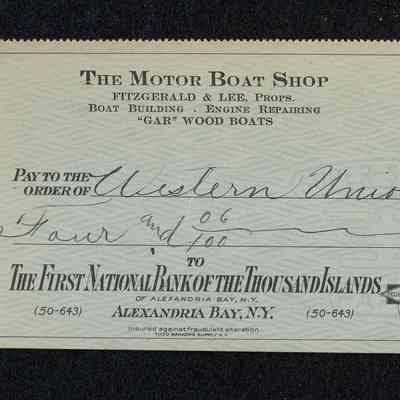 THE MOTOR BOAT SHOP
FITZGERALD & LEE, PROPS.
BOAT BUILDING . ENGINE REPAIRING
"GAR" WOOD BOATS
PAY TO THE
ORDER OF Western Unio
Four and 06/100
TO
THE FIRST NATIONAL BANK OF THE THOUSAND ISLANDS
OF ALEXANDRIA BAY, N.Y.
(50-643) ALEXANDRIA BAY, N.Y. (50-643)
Insured against fraudulent alteration